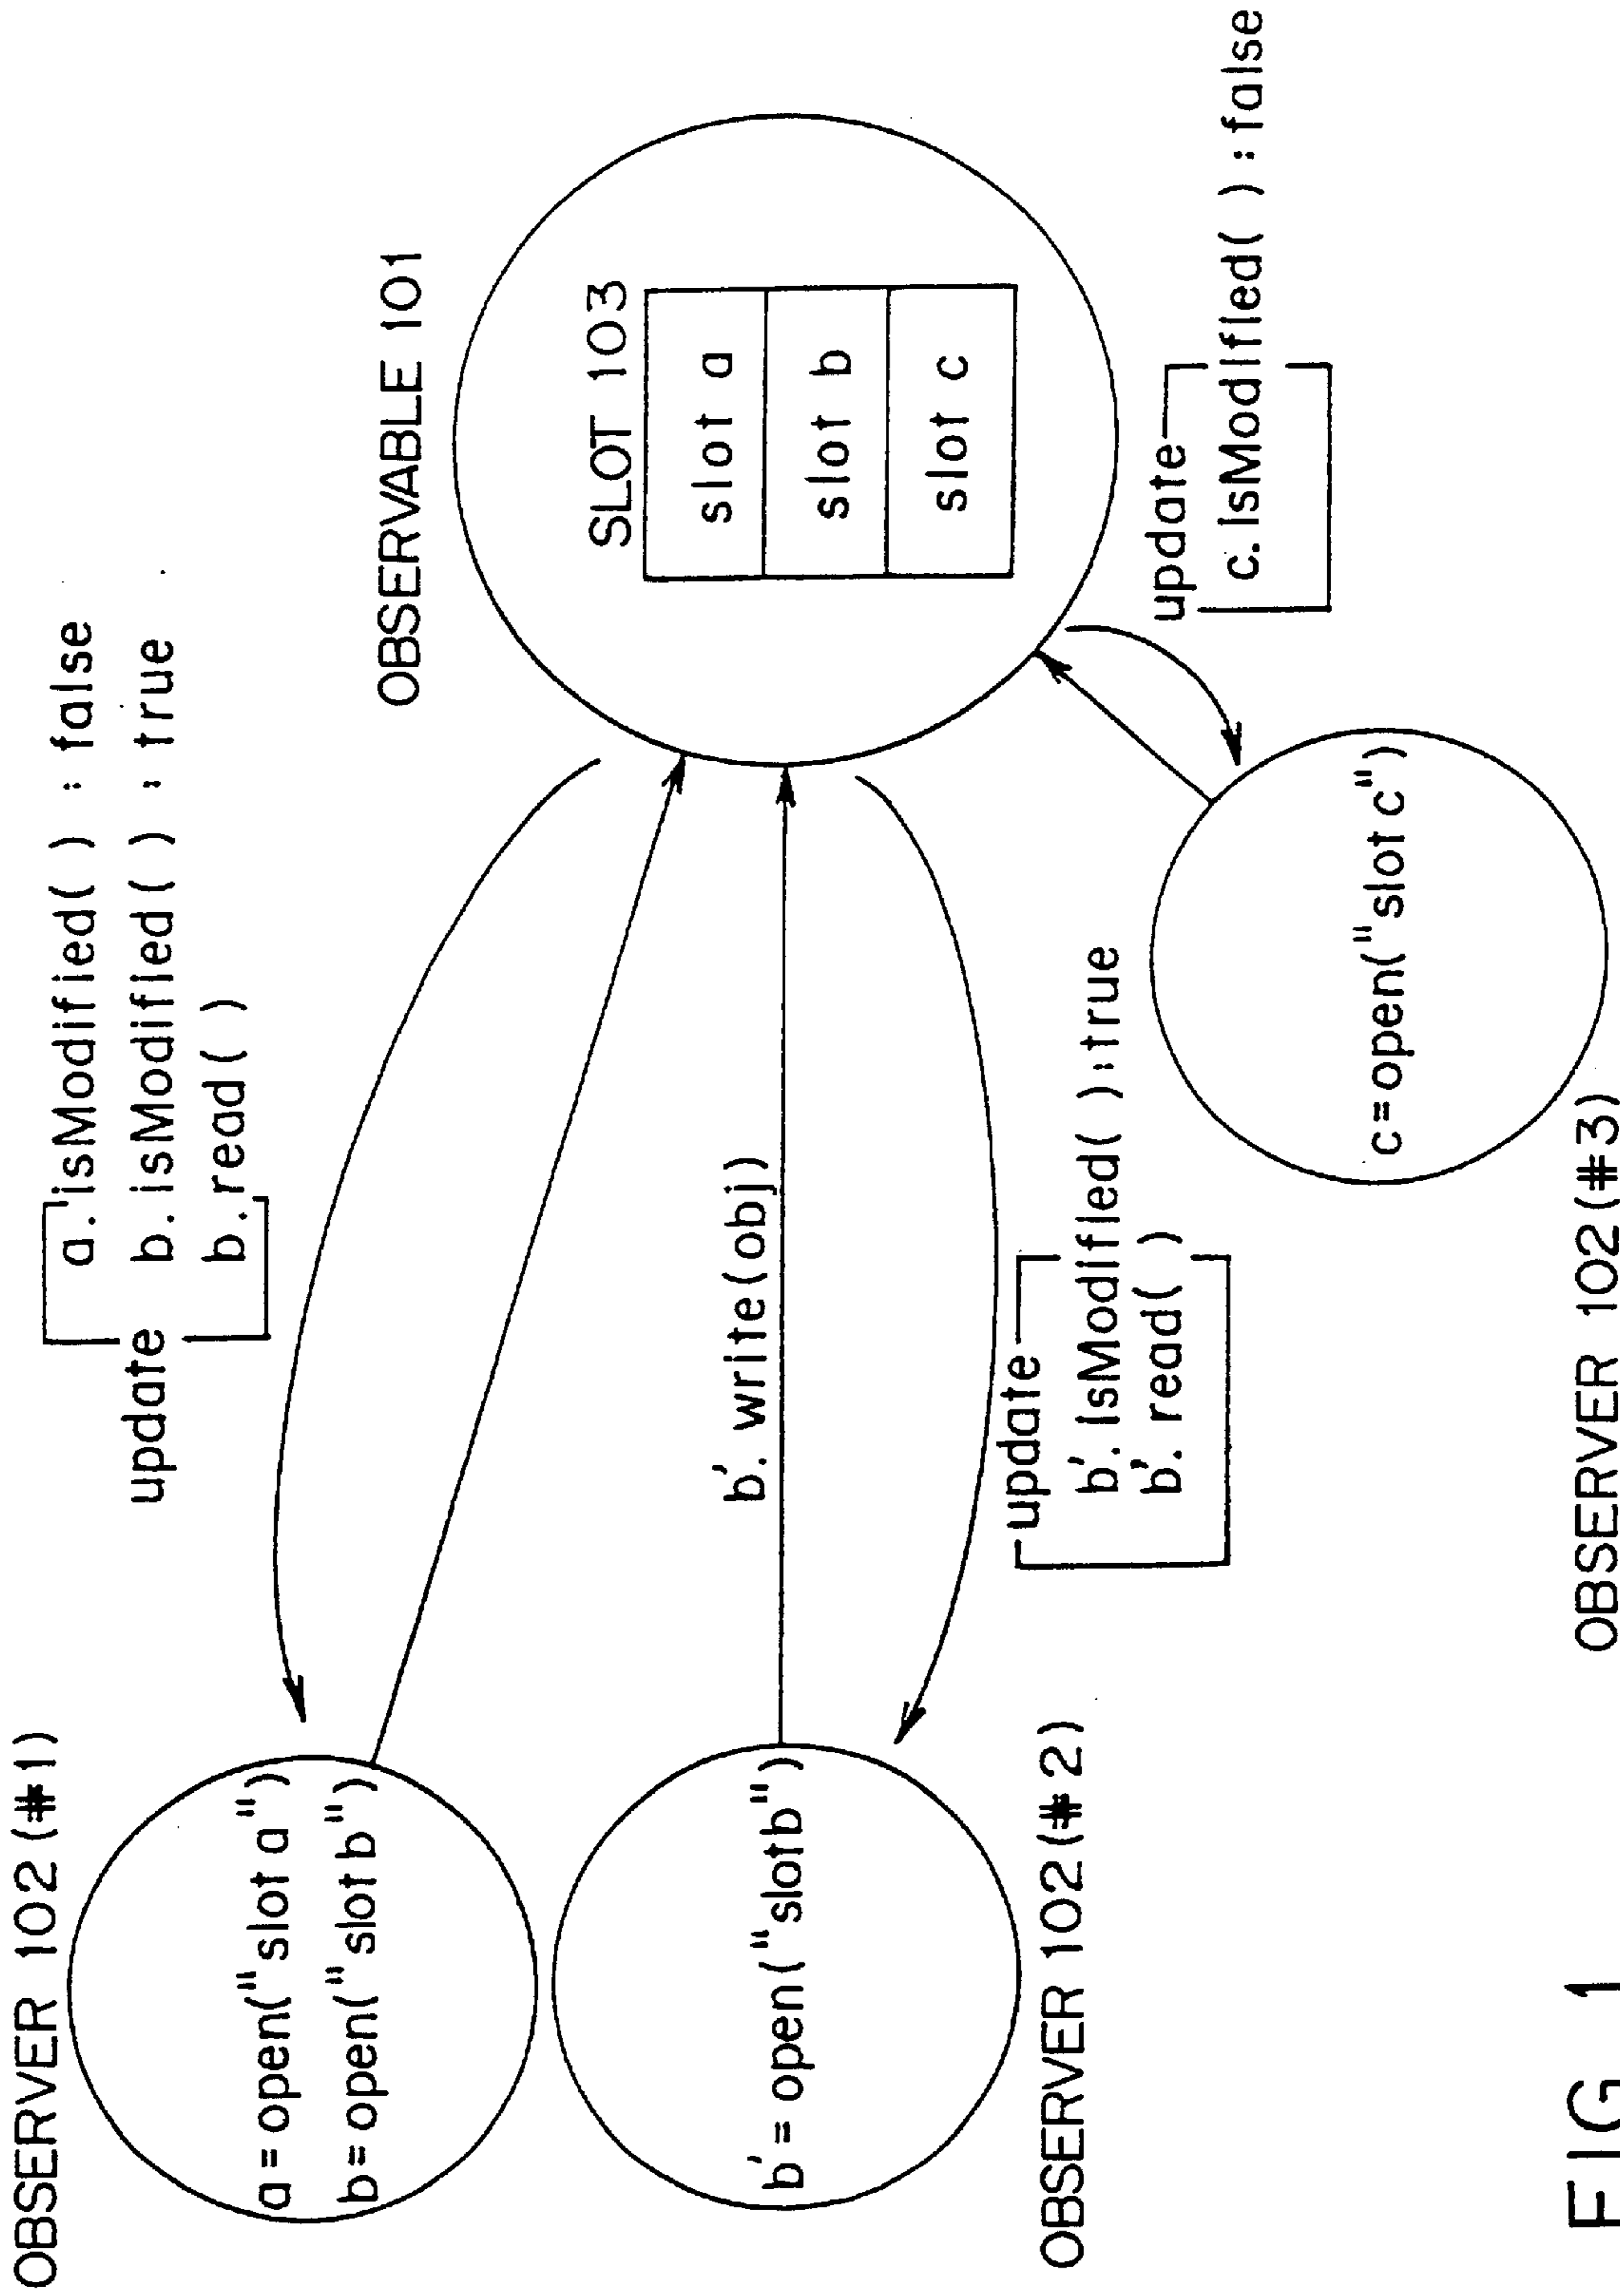 OBSERVER 102 (#1)
a=open("slot a")
b=open("slot b")
update
a.isModified( ) : false
b.isModified( ) : true
b.read( )
OBSERVABLE 101
SLOT 103
slot a
slot b
slot c
b'.write(obj)
b'=open("slotb")
OBSERVER 102 (#2)
update
b'.isModified( ):true
b'.read( )
update
c.isModified( ):false
c=open("slot c")
OBSERVER 102 (#3)
FIG 1